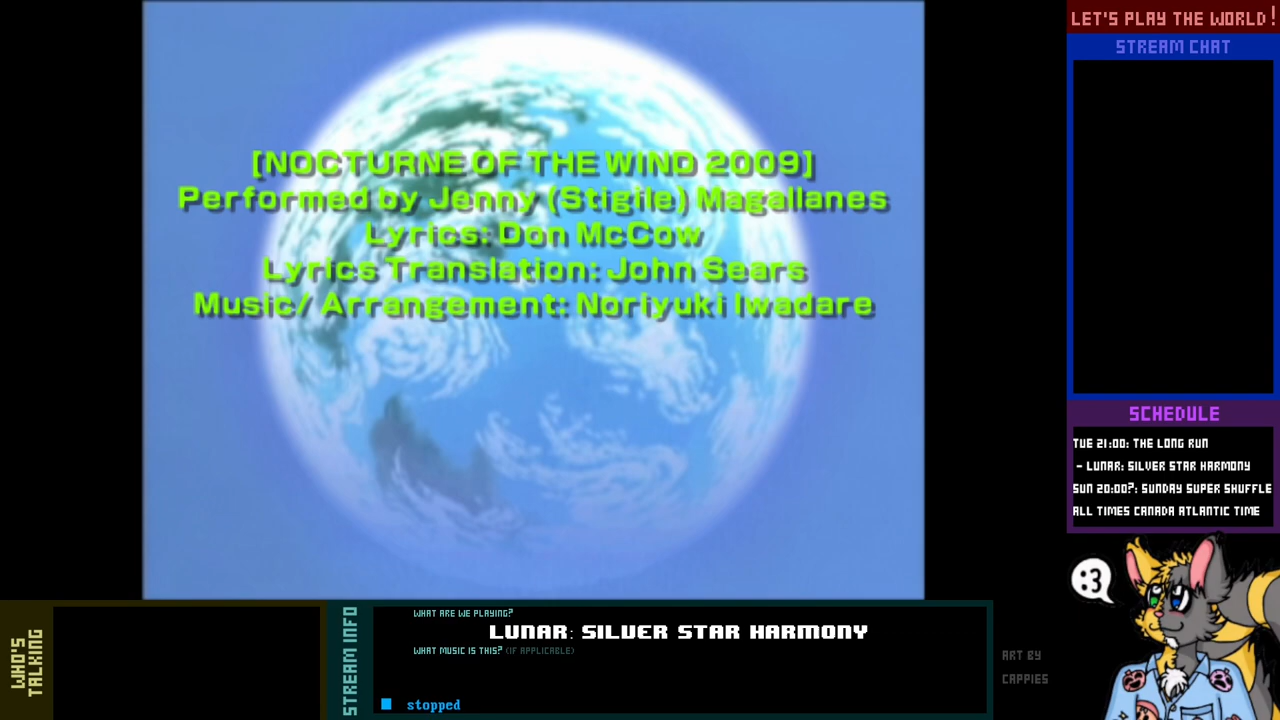 [NOCTURNE OF THE WIND 2009]
Performed by Jenny (Stigile) Magallanes
Lyrics: Don McCow
Lyrics Translation: John Sears
Music/ Arrangement: Noriyuki Iwadare
LET'S PLAY THE WORLD!
STREAM CHAT
SCHEDULE
TUE 21:00: THE LONG RUN
- LUNAR: SILVER STAR HARMONY
SUN 20:00?: SUNDAY SUPER SHUFFLE
ALL TIMES CANADA ATLANTIC TIME
:3
WHO'S
TALKING
STREAM INFO
WHAT ARE WE PLAYING?
LUNAR: SILVER STAR HARMONY
WHAT MUSIC IS THIS? (IF APPLICABLE)
stopped
ART BY
CAPPIES